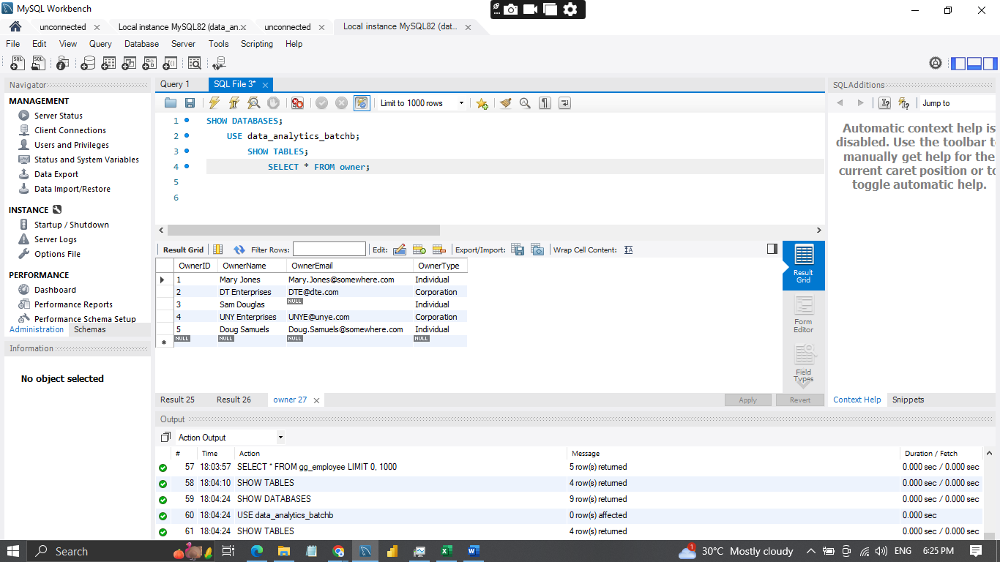 MySQL Workbench
unconnected
Local instance MySQL82 (data_an...
unconnected
Local instance MySQL82 (dat...
File Edit View Query Database Server Tools Scripting Help
Navigator
MANAGEMENT
Server Status
Client Connections
Users and Privileges
Status and System Variables
Data Export
Data Import/Restore
INSTANCE
Startup / Shutdown
Server Logs
Options File
PERFORMANCE
Dashboard
Performance Reports
Performance Schema Setup
Administration Schemas
Information
No object selected
Query 1 SQL File 3*
Limit to 1000 rows
1 SHOW DATABASES;
2 USE data_analytics_batchb;
3 SHOW TABLES;
4 SELECT * FROM owner;
5
6
Result Grid Filter Rows: Edit: Export/Import: Wrap Cell Content: IA
OwnerID OwnerName OwnerEmail OwnerType
1 Mary Jones Mary.Jones@somewhere.com Individual
2 DT Enterprises DTE@dte.com Corporation
3 Sam Douglas NULL Individual
4 UNY Enterprises UNYE@unye.com Corporation
5 Doug Samuels Doug.Samuels@somewhere.com Individual
NULL NULL NULL NULL
Result Grid
Form Editor
Field Types
Result 25 Result 26 owner 27 Apply Revert
SQLAdditions
Jump to
Automatic context help is
disabled. Use the toolbar t
manually get help for the
current caret position or to
toggle automatic help.
Context Help Snippets
Output
Action Output
# Time Action Message Duration / Fetch
57 18:03:57 SELECT * FROM gg_employee LIMIT 0, 1000 5 row(s) returned 0.000 sec / 0.000 sec
58 18:04:10 SHOW TABLES 4 row(s) returned 0.000 sec / 0.000 sec
59 18:04:24 SHOW DATABASES 9 row(s) returned 0.000 sec / 0.000 sec
60 18:04:24 USE data_analytics_batchb 0 row(s) affected 0.000 sec
61 18:04:24 SHOW TABLES 4 row(s) returned 0.000 sec / 0.000 sec
Search
1 30°C Mostly cloudy ENG 6:25 PM